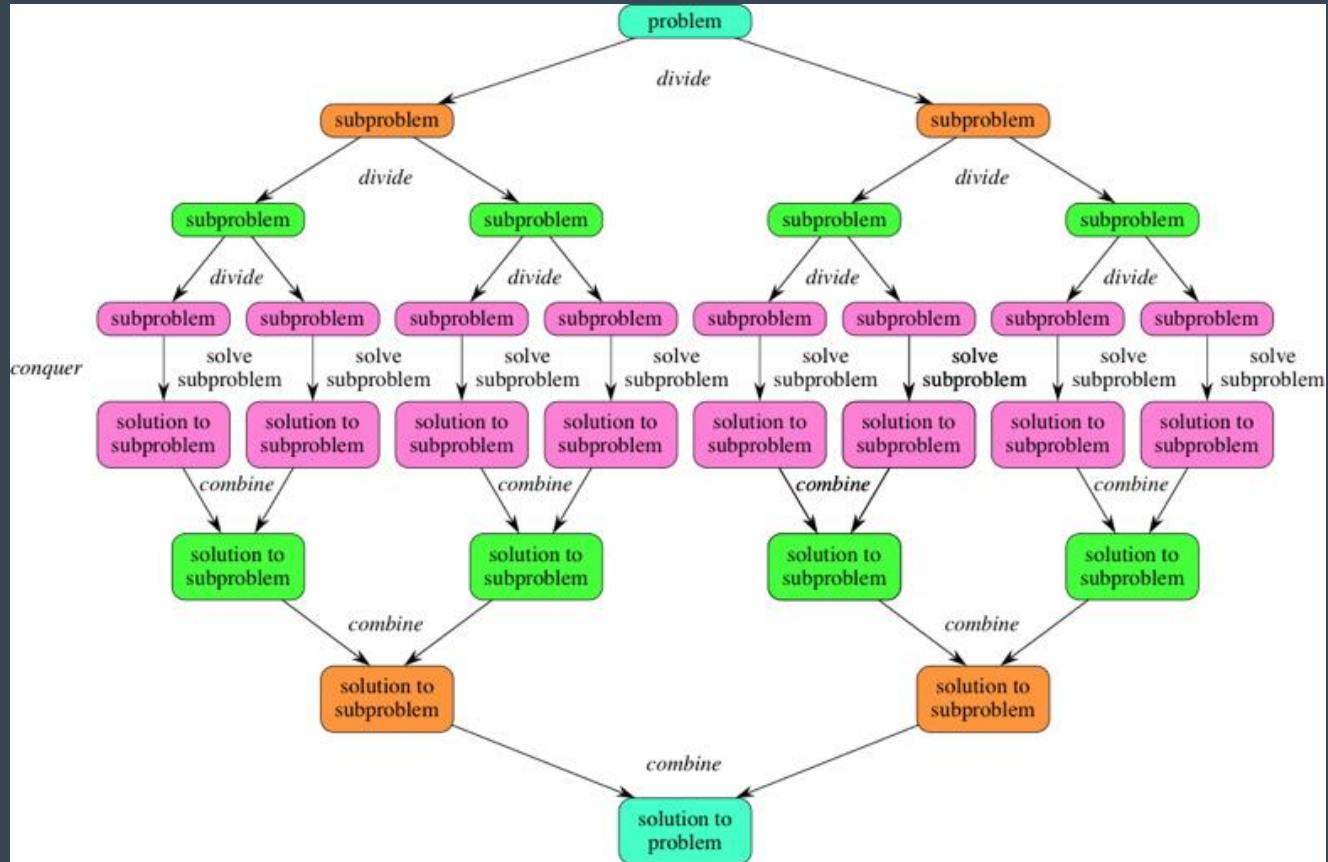 problem
divide
subproblem subproblem
divide divide
subproblem subproblem subproblem subproblem
divide divide divide divide
subproblem subproblem subproblem subproblem subproblem subproblem subproblem subproblem
conquer
solve solve solve solve solve solve solve solve
subproblem subproblem subproblem subproblem subproblem subproblem subproblem subproblem
solution to solution to solution to solution to solution to solution to solution to solution to
subproblem subproblem subproblem subproblem subproblem subproblem subproblem subproblem
combine combine combine combine
solution to solution to solution to solution to
subproblem subproblem subproblem subproblem
combine combine
solution to solution to
subproblem subproblem
combine
solution to
problem